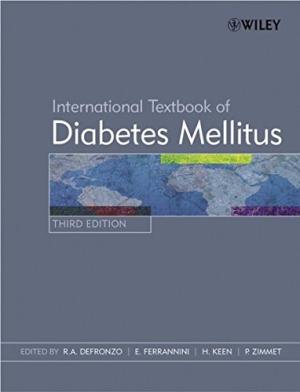 WILEY
International Textbook of
Diabetes Mellitus
THIRD EDITION
EDITED BY R.A. DEFRONZO | E. FERRANNINI | H. KEEN | P. ZIMMET